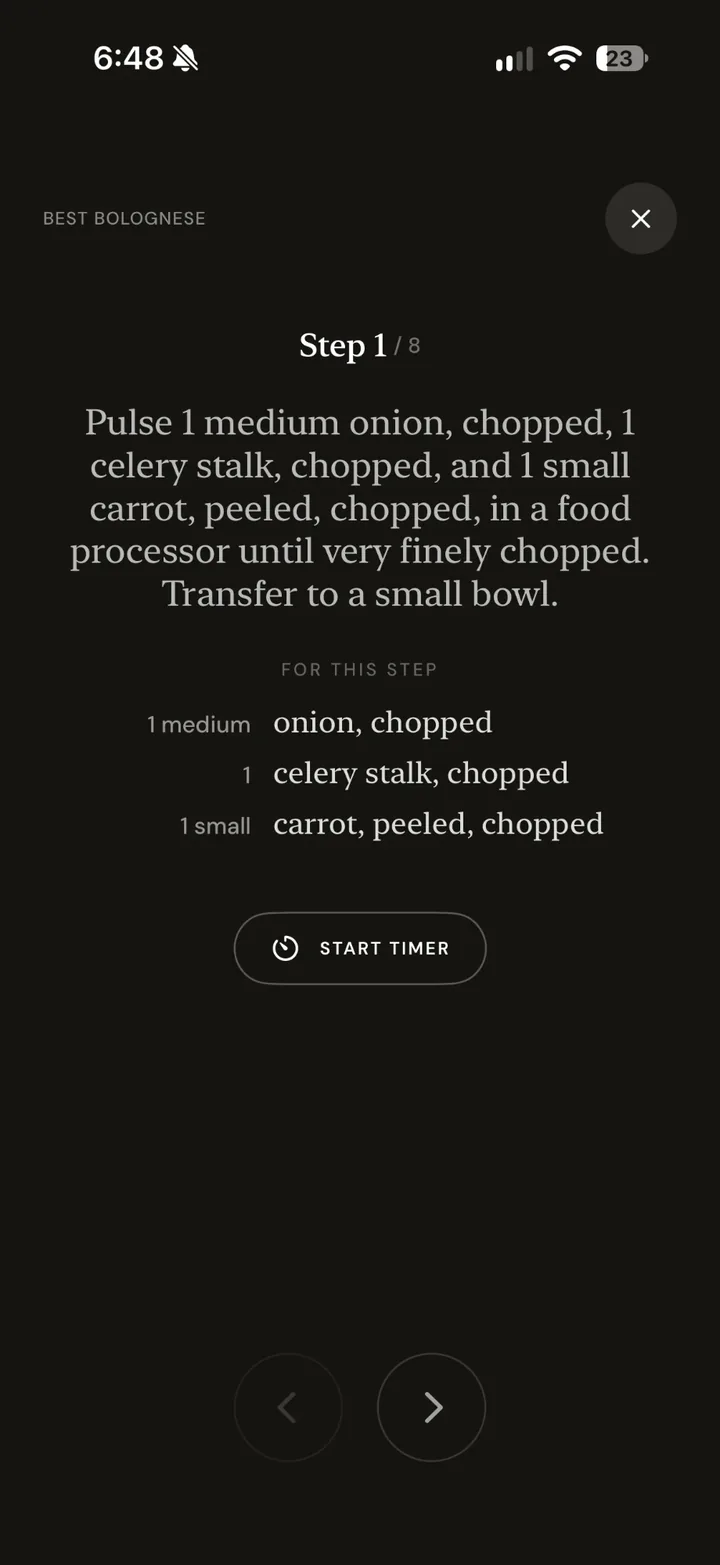 6:48
23
BEST BOLOGNESE
Step 1 / 8
Pulse 1 medium onion, chopped, 1
celery stalk, chopped, and 1 small
carrot, peeled, chopped, in a food
processor until very finely chopped.
Transfer to a small bowl.
FOR THIS STEP
1 medium onion, chopped
1 celery stalk, chopped
1 small carrot, peeled, chopped
START TIMER